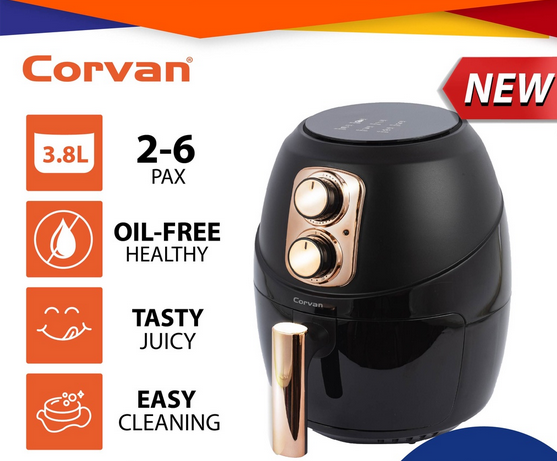 Corvan®
NEW
3.8L
2-6
PAX
OIL-FREE
HEALTHY
TASTY
JUICY
EASY
CLEANING
Corvan